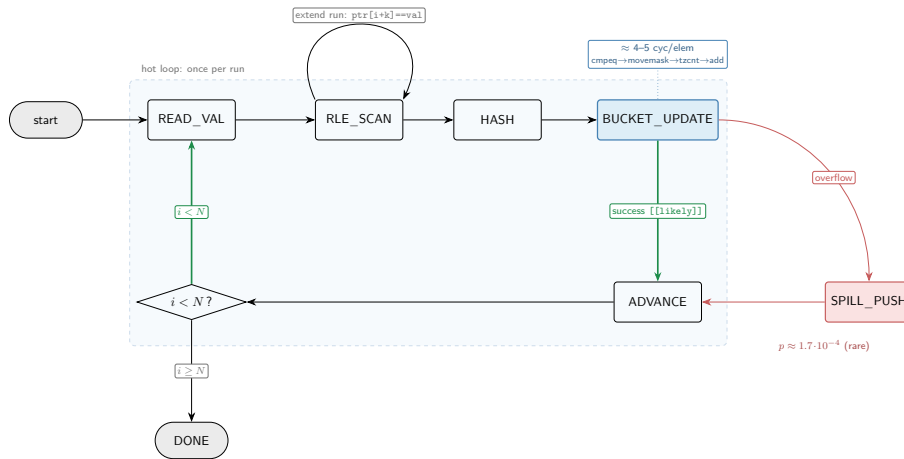 extend run: ptr[i+k]==val
≈ 4–5 cyc/elem
cmpeq→movemask→tzcnt→add
hot loop: once per run
start
READ_VAL
RLE_SCAN
HASH
BUCKET_UPDATE
overflow
i < N
success [[likely]]
i < N ?
ADVANCE
SPILL_PUSH
p ≈ 1.7·10⁻⁴ (rare)
i ≥ N
DONE